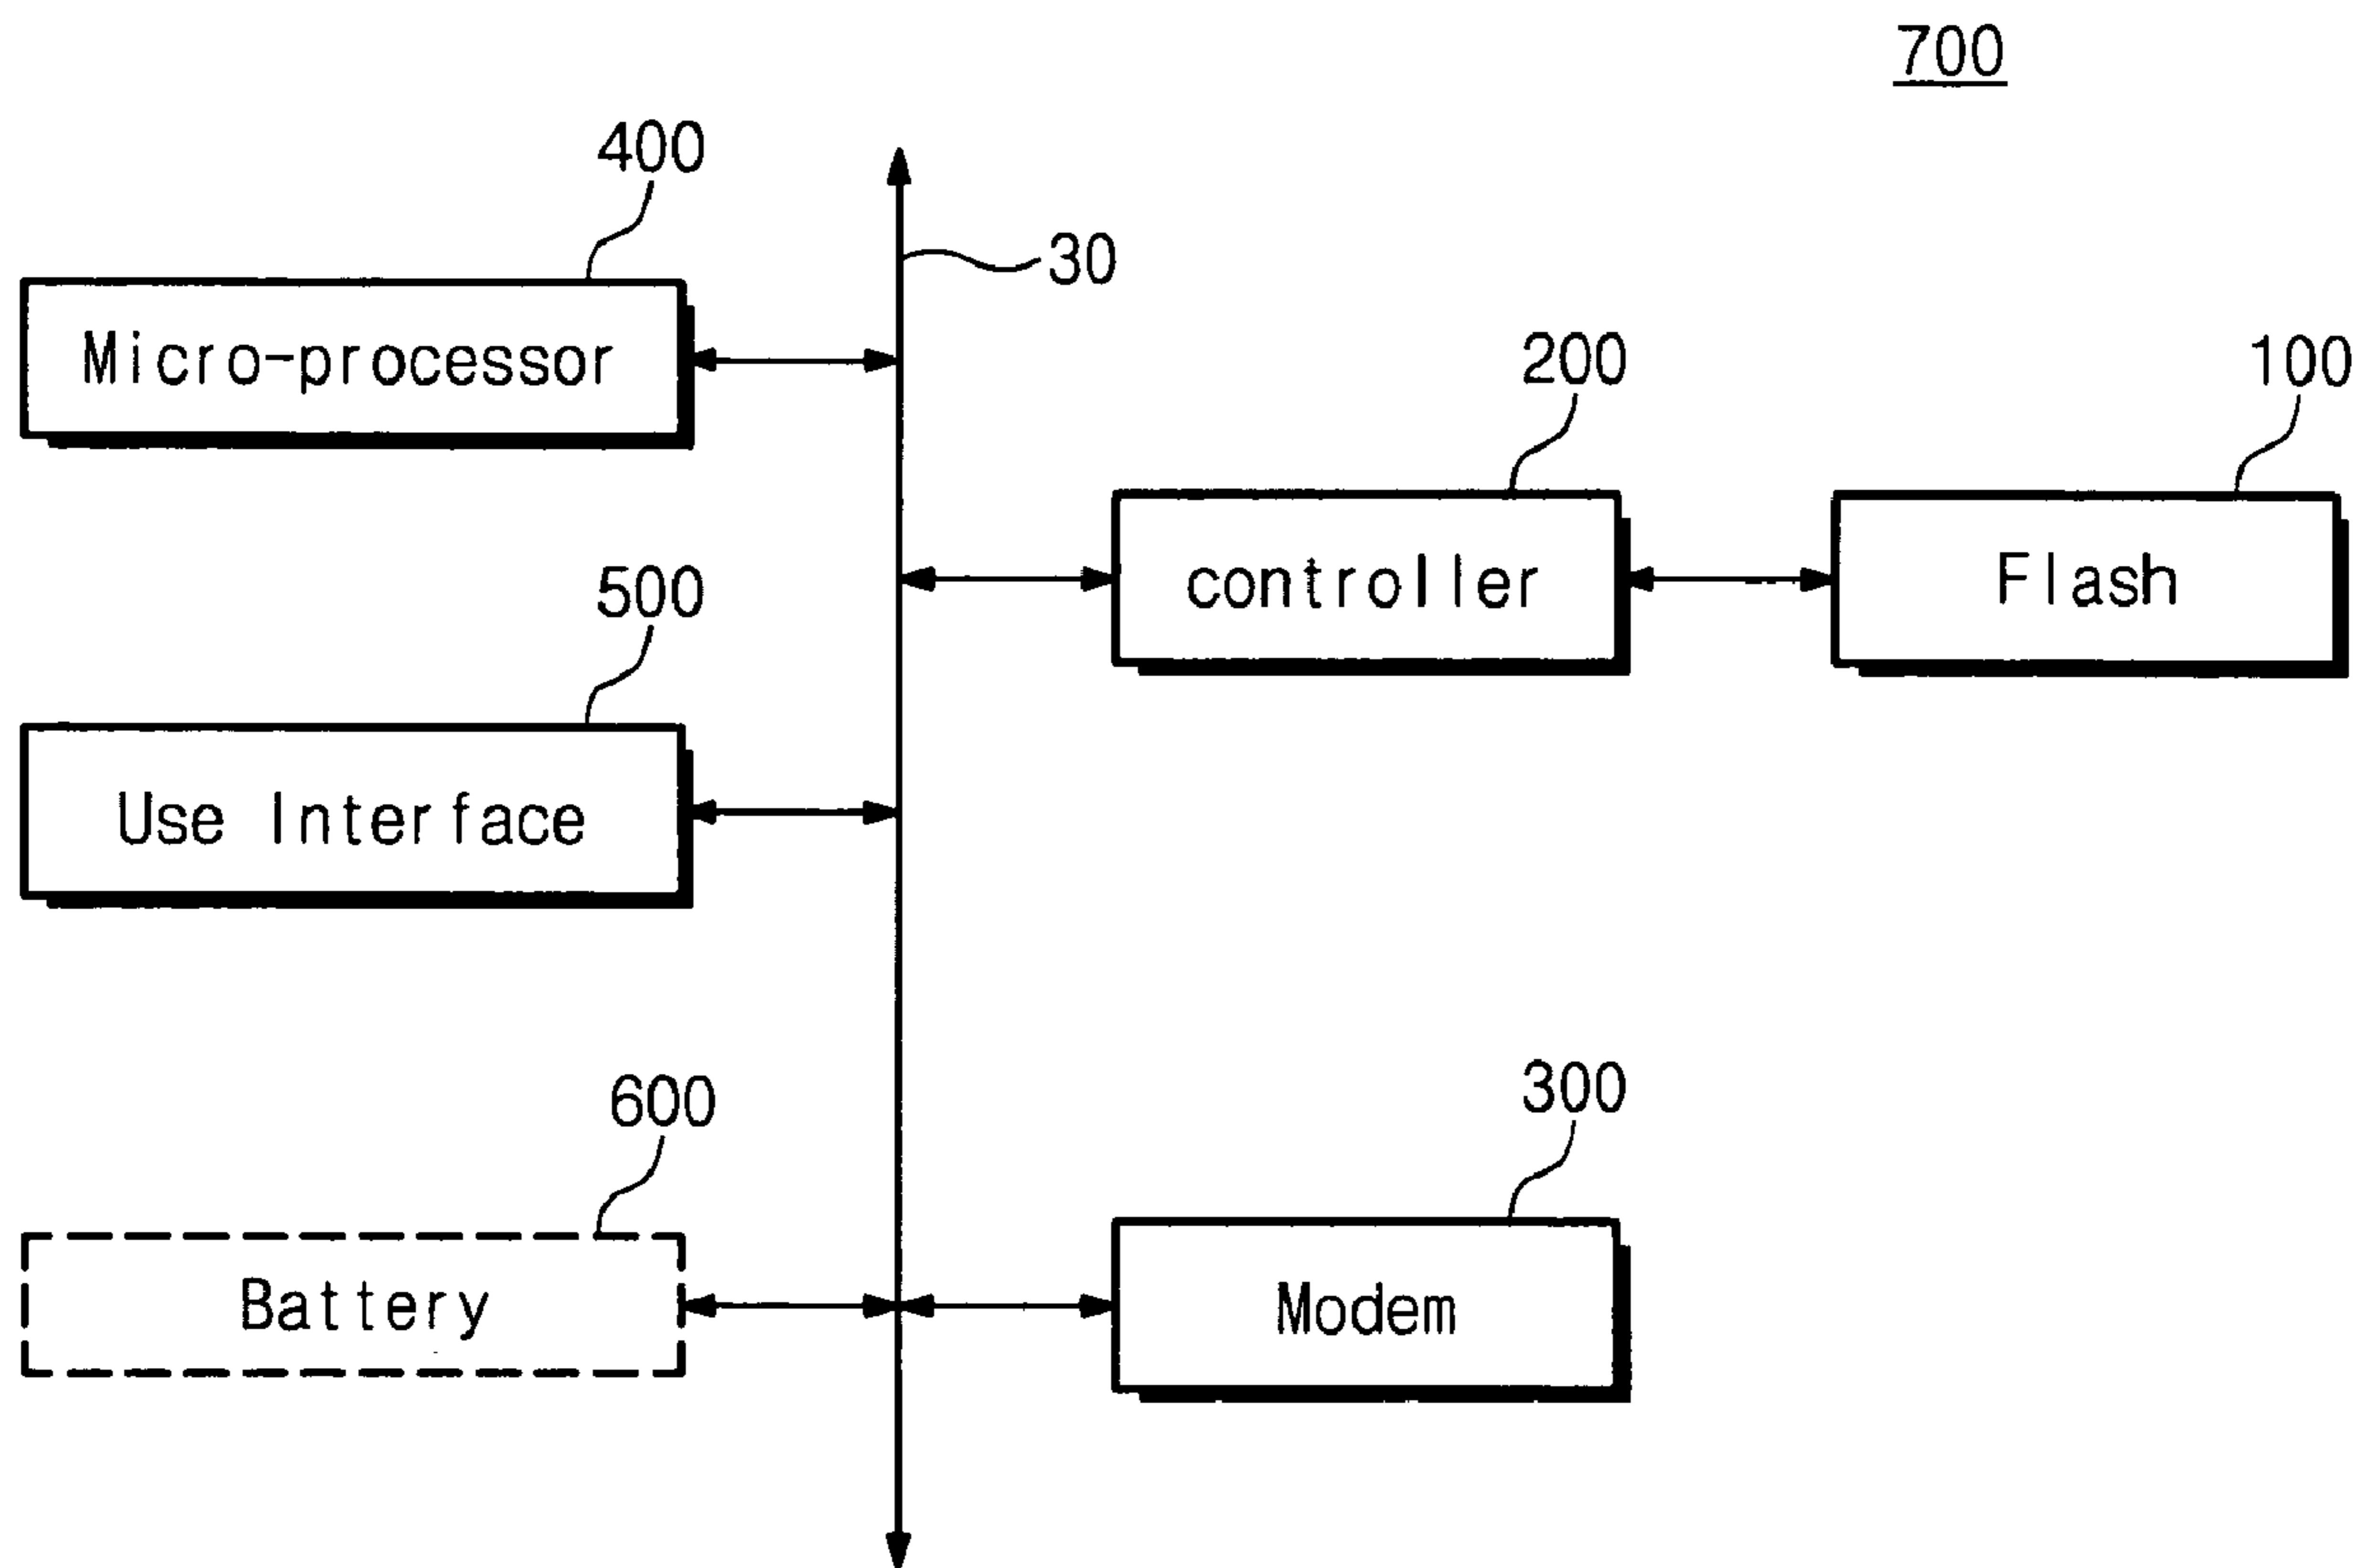 700
400
30
Micro-processor
200
100
controller
Flash
500
Use Interface
600
300
Battery
Modem